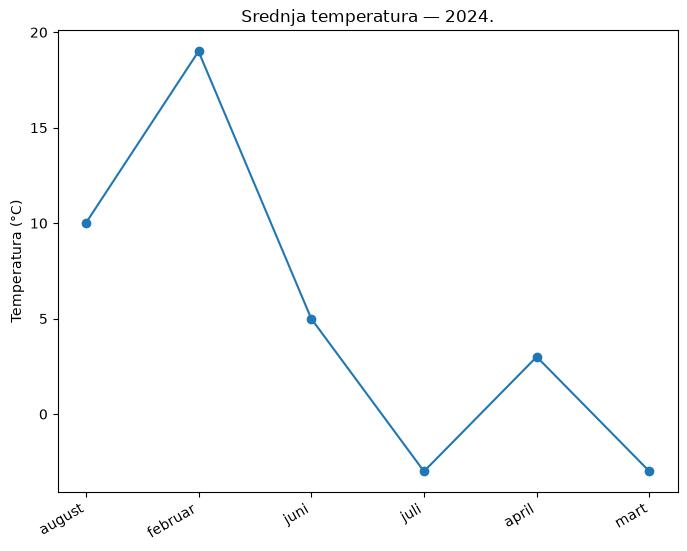 Srednja temperatura — 2024.
Temperatura (°C)
20
15
10
5
0
august
februar
juni
juli
april
mart